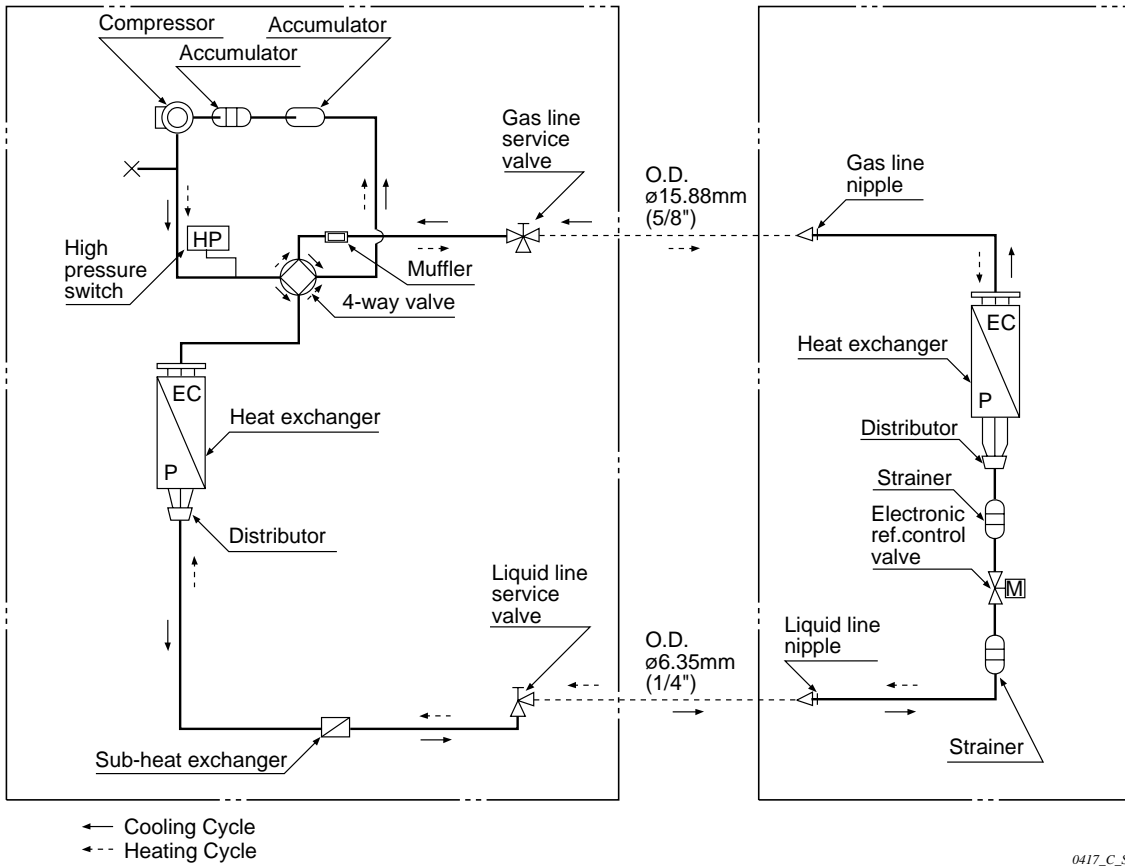 Compressor
Accumulator
Accumulator
Gas line
service
valve
O.D.
ø15.88mm
(5/8")
Gas line
nipple
High
pressure
switch
HP
Muffler
4-way valve
EC
P
Heat exchanger
Distributor
EC
P
Heat exchanger
Distributor
Strainer
Electronic
ref.control
valve
M
Liquid line
service
valve
O.D.
ø6.35mm
(1/4")
Liquid line
nipple
Sub-heat exchanger
Strainer
Cooling Cycle
Heating Cycle
0417_C_S